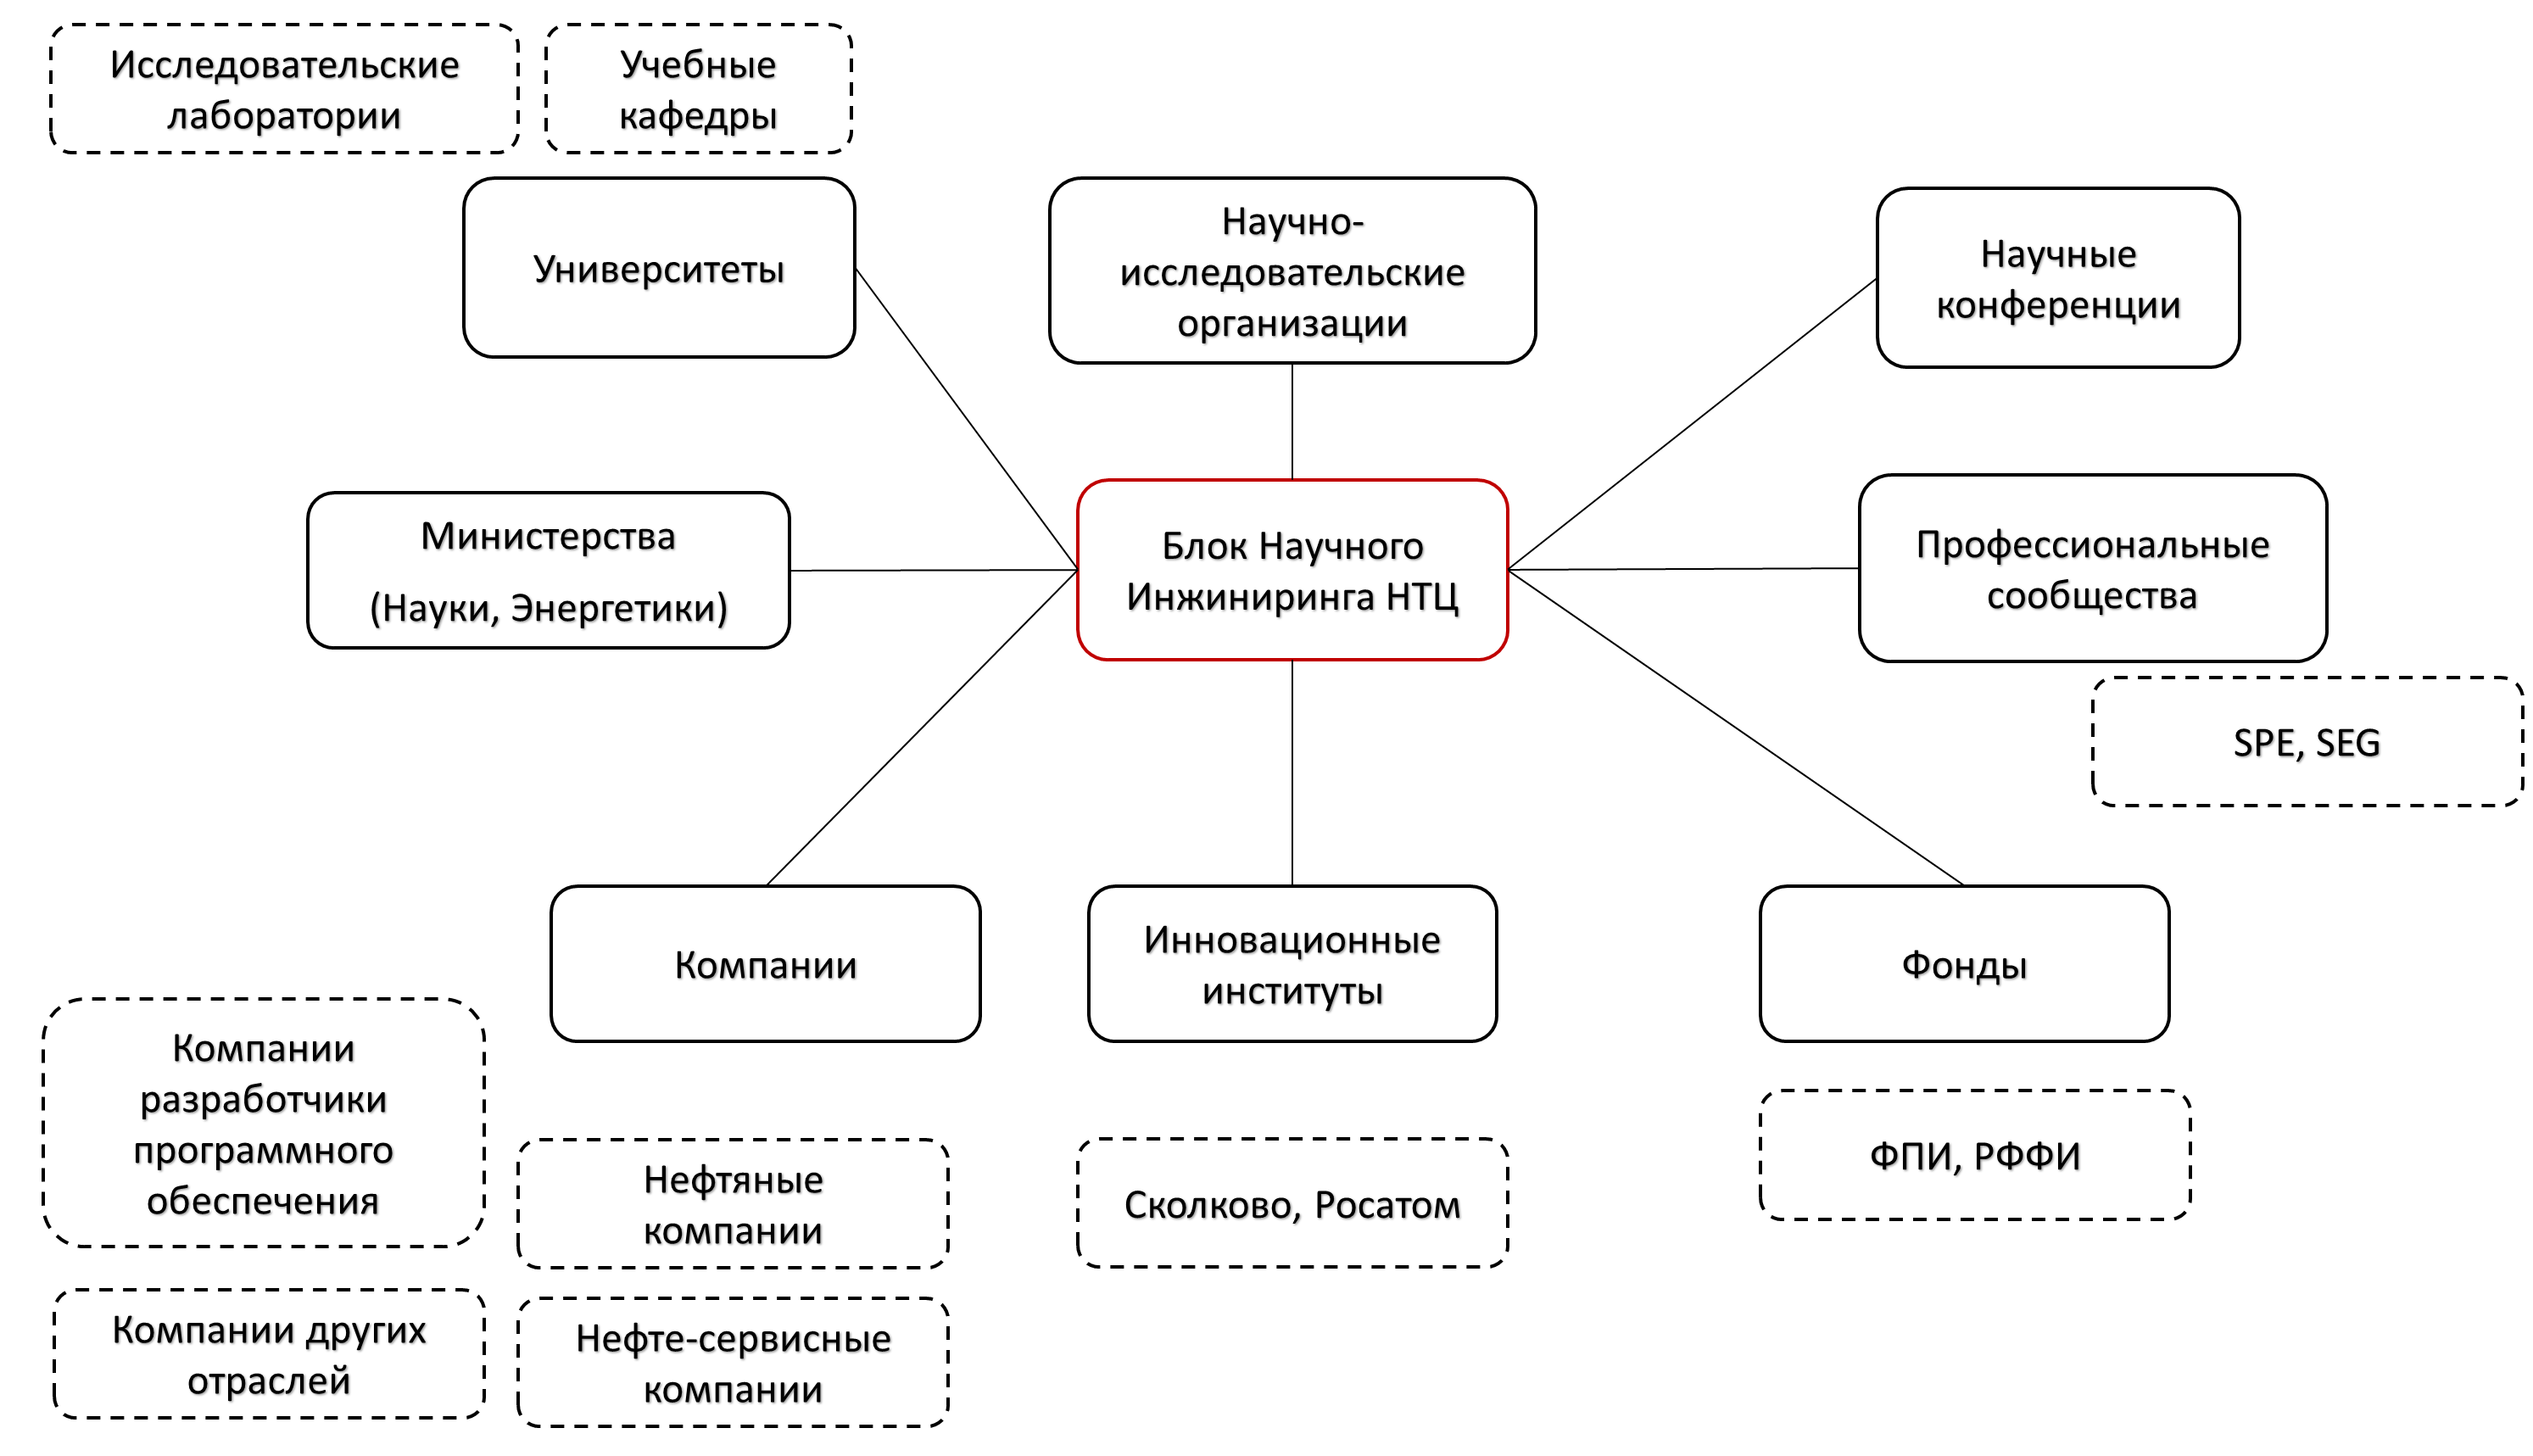 Исследовательские
лаборатории
Учебные
кафедры
Университеты
Научно-
исследовательские
организации
Научные
конференции
Министерства
(Науки, Энергетики)
Блок Научного
Инжиниринга НТЦ
Профессиональные
сообщества
SPE, SEG
Компании
Инновационные
институты
Фонды
Компании
разработчики
программного
обеспечения
Нефтяные
компании
Сколково, Росатом
ФПИ, РФФИ
Компании других
отраслей
Нефте-сервисные
компании